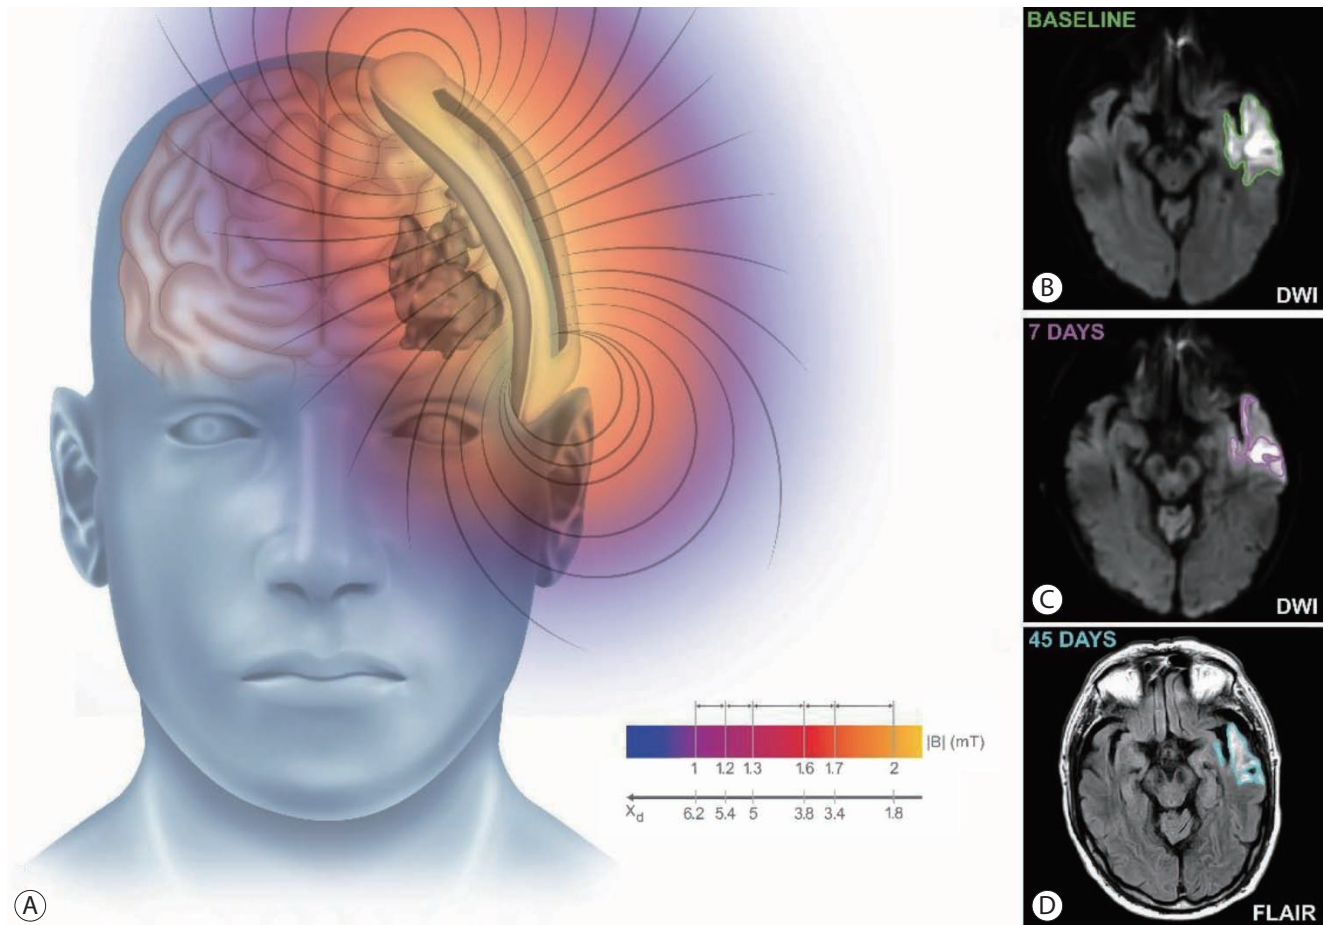 BASELINE
B
DWI
7 DAYS
C
DWI
45 DAYS
D
FLAIR
|B| (mT)
1 1.2 1.3 1.6 1.7 2
Xd 6.2 5.4 5 3.8 3.4 1.8
A